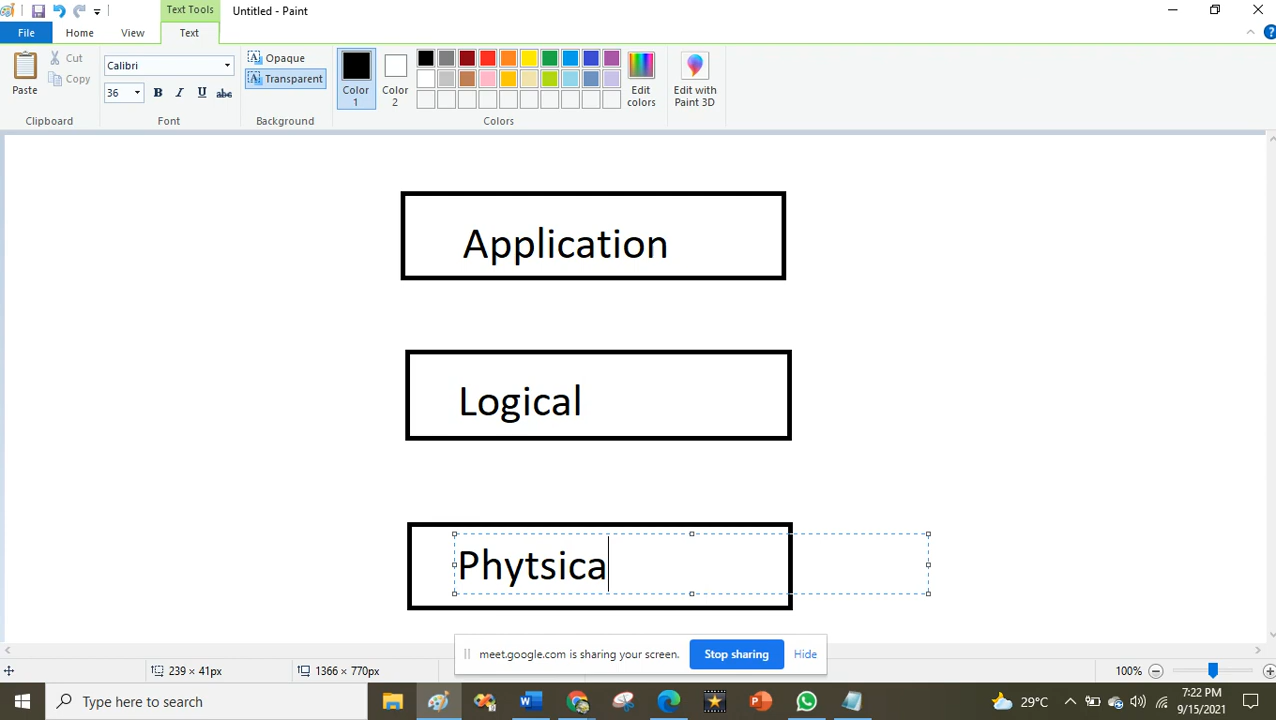 Text Tools
Untitled - Paint
File
Home
View
Text
Paste
Cut
Copy
Calibri
36
B I U abc
Opaque
Transparent
Color 1
Color 2
Edit colors
Edit with Paint 3D
Clipboard
Font
Background
Colors
Application
Logical
Phytsica
meet.google.com is sharing your screen.
Stop sharing
Hide
239 × 41px
1366 × 770px
100%
Type here to search
29°C
7:22 PM
9/15/2021